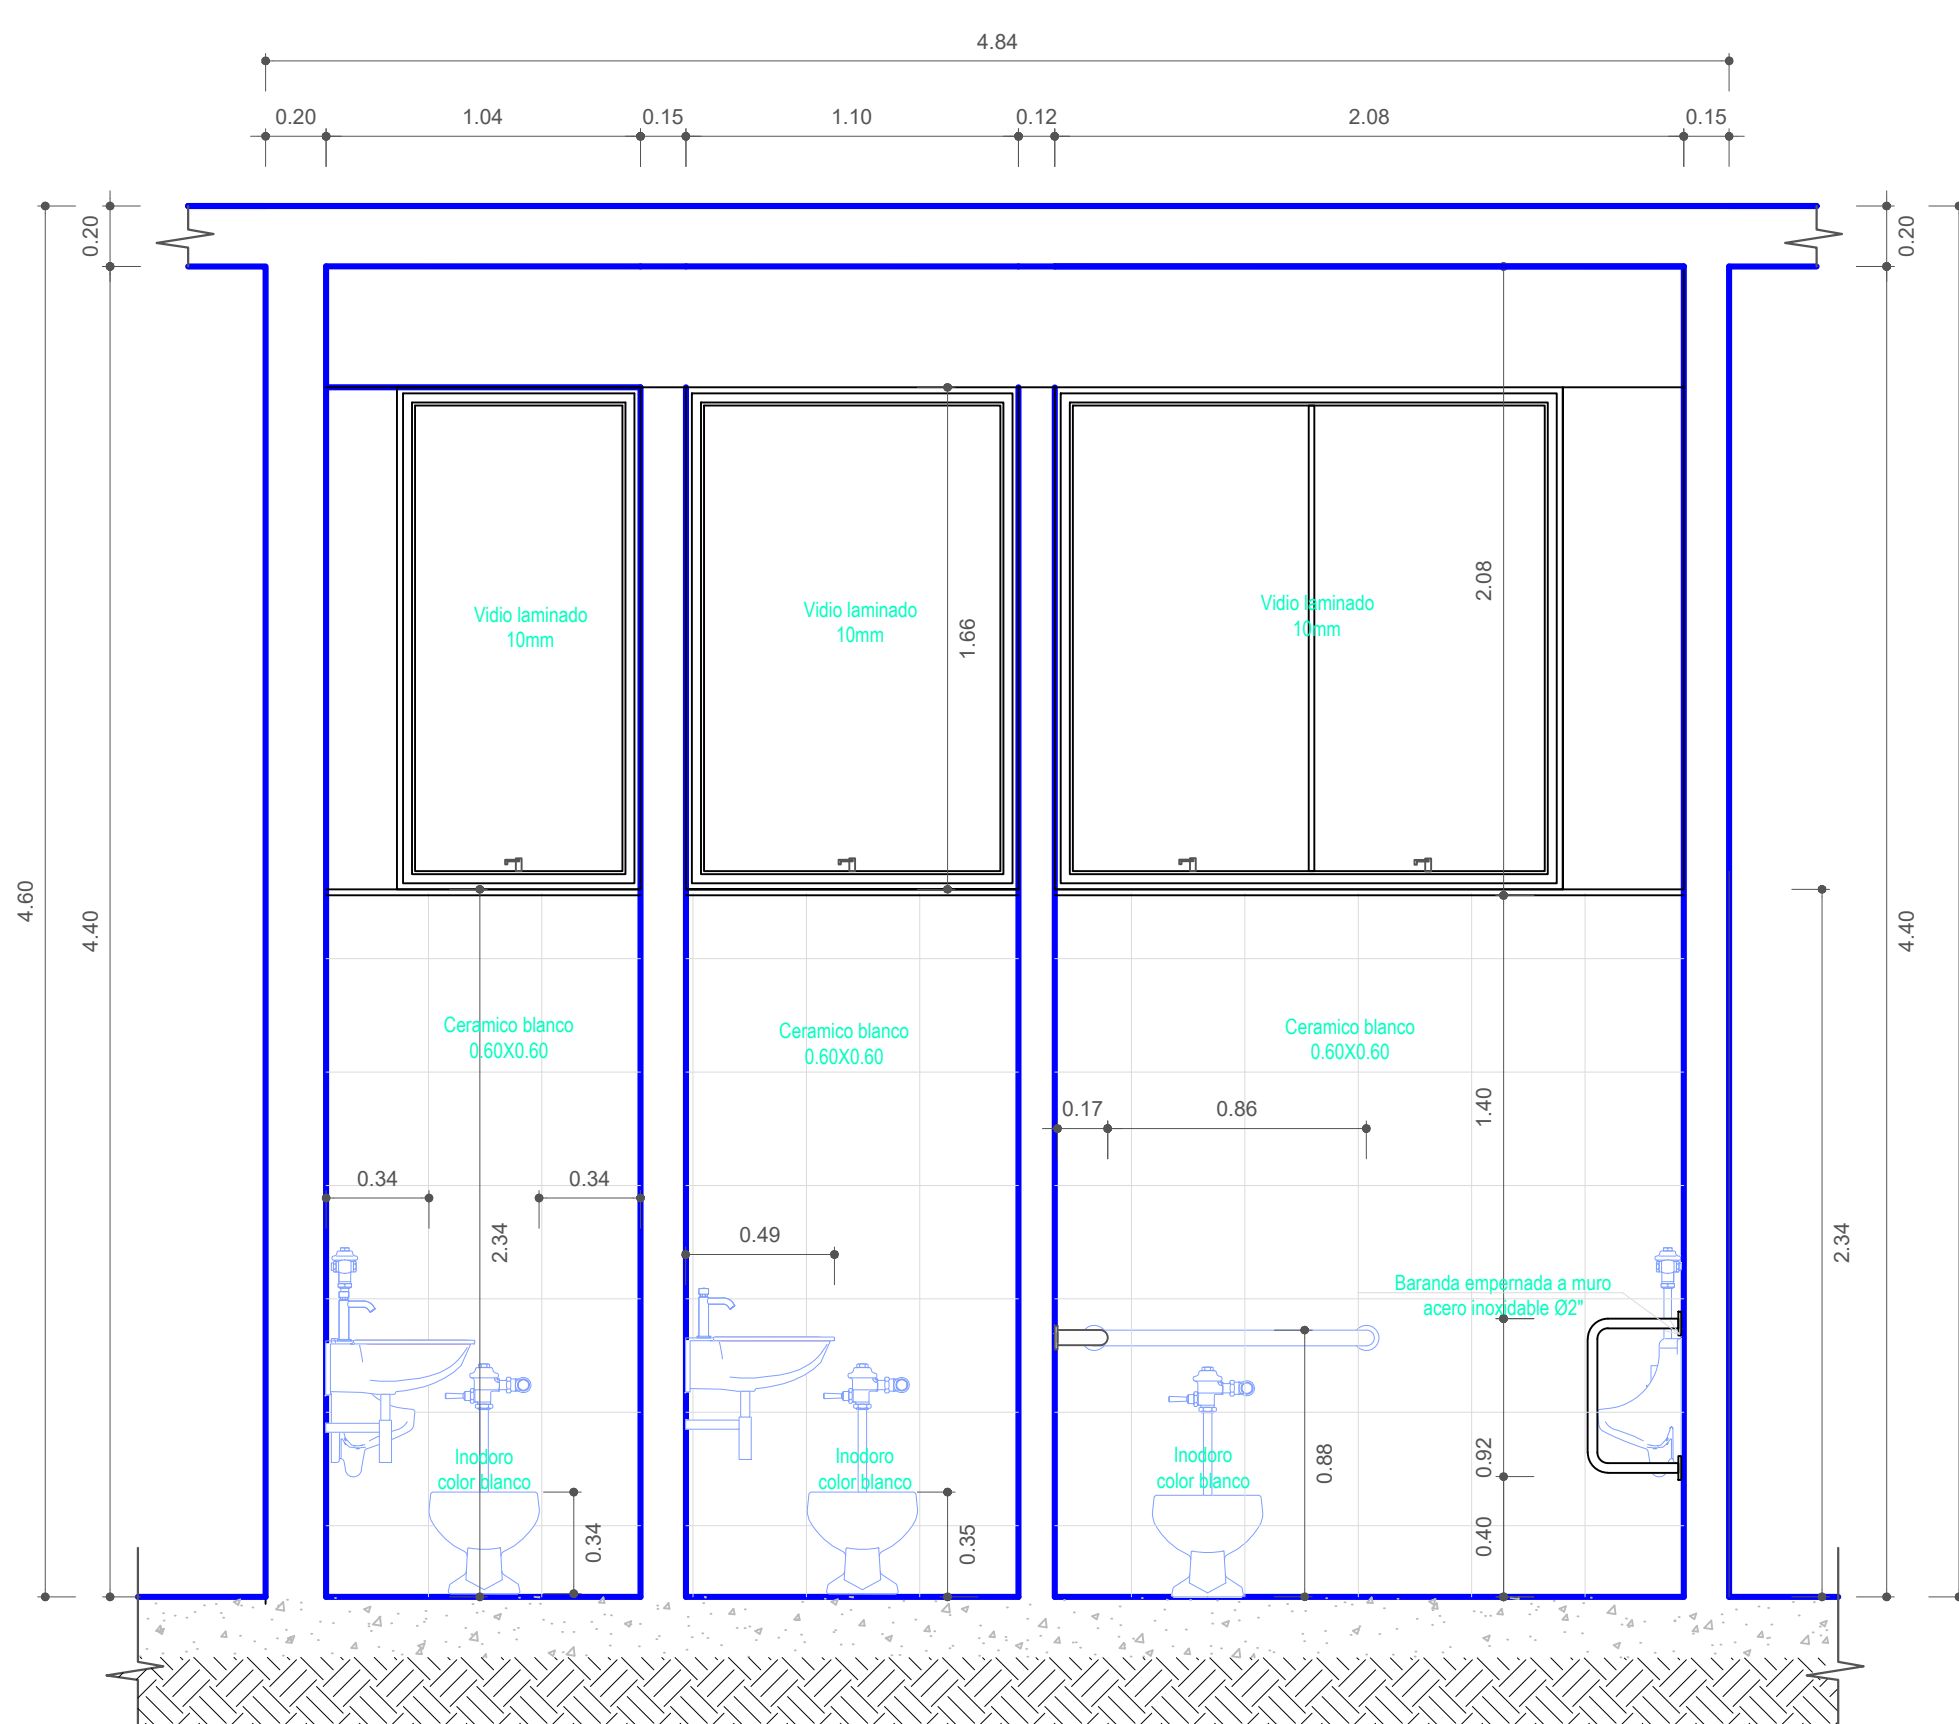 4.84
0.20
1.04
0.15
1.10
0.12
2.08
0.15
0.20
0.20
2.08
Vidio laminado
10mm
Vidio laminado
10mm
Vidio laminado
10mm
1.66
4.60
4.40
4.40
Ceramico blanco
0.60X0.60
Ceramico blanco
0.60X0.60
Ceramico blanco
0.60X0.60
0.17
0.86
1.40
0.34
0.34
2.34
0.49
2.34
Baranda empernada a muro
acero inoxidable Ø2"
Inodoro
color blanco
Inodoro
color blanco
Inodoro
color blanco
0.88
0.92
0.34
0.35
0.40